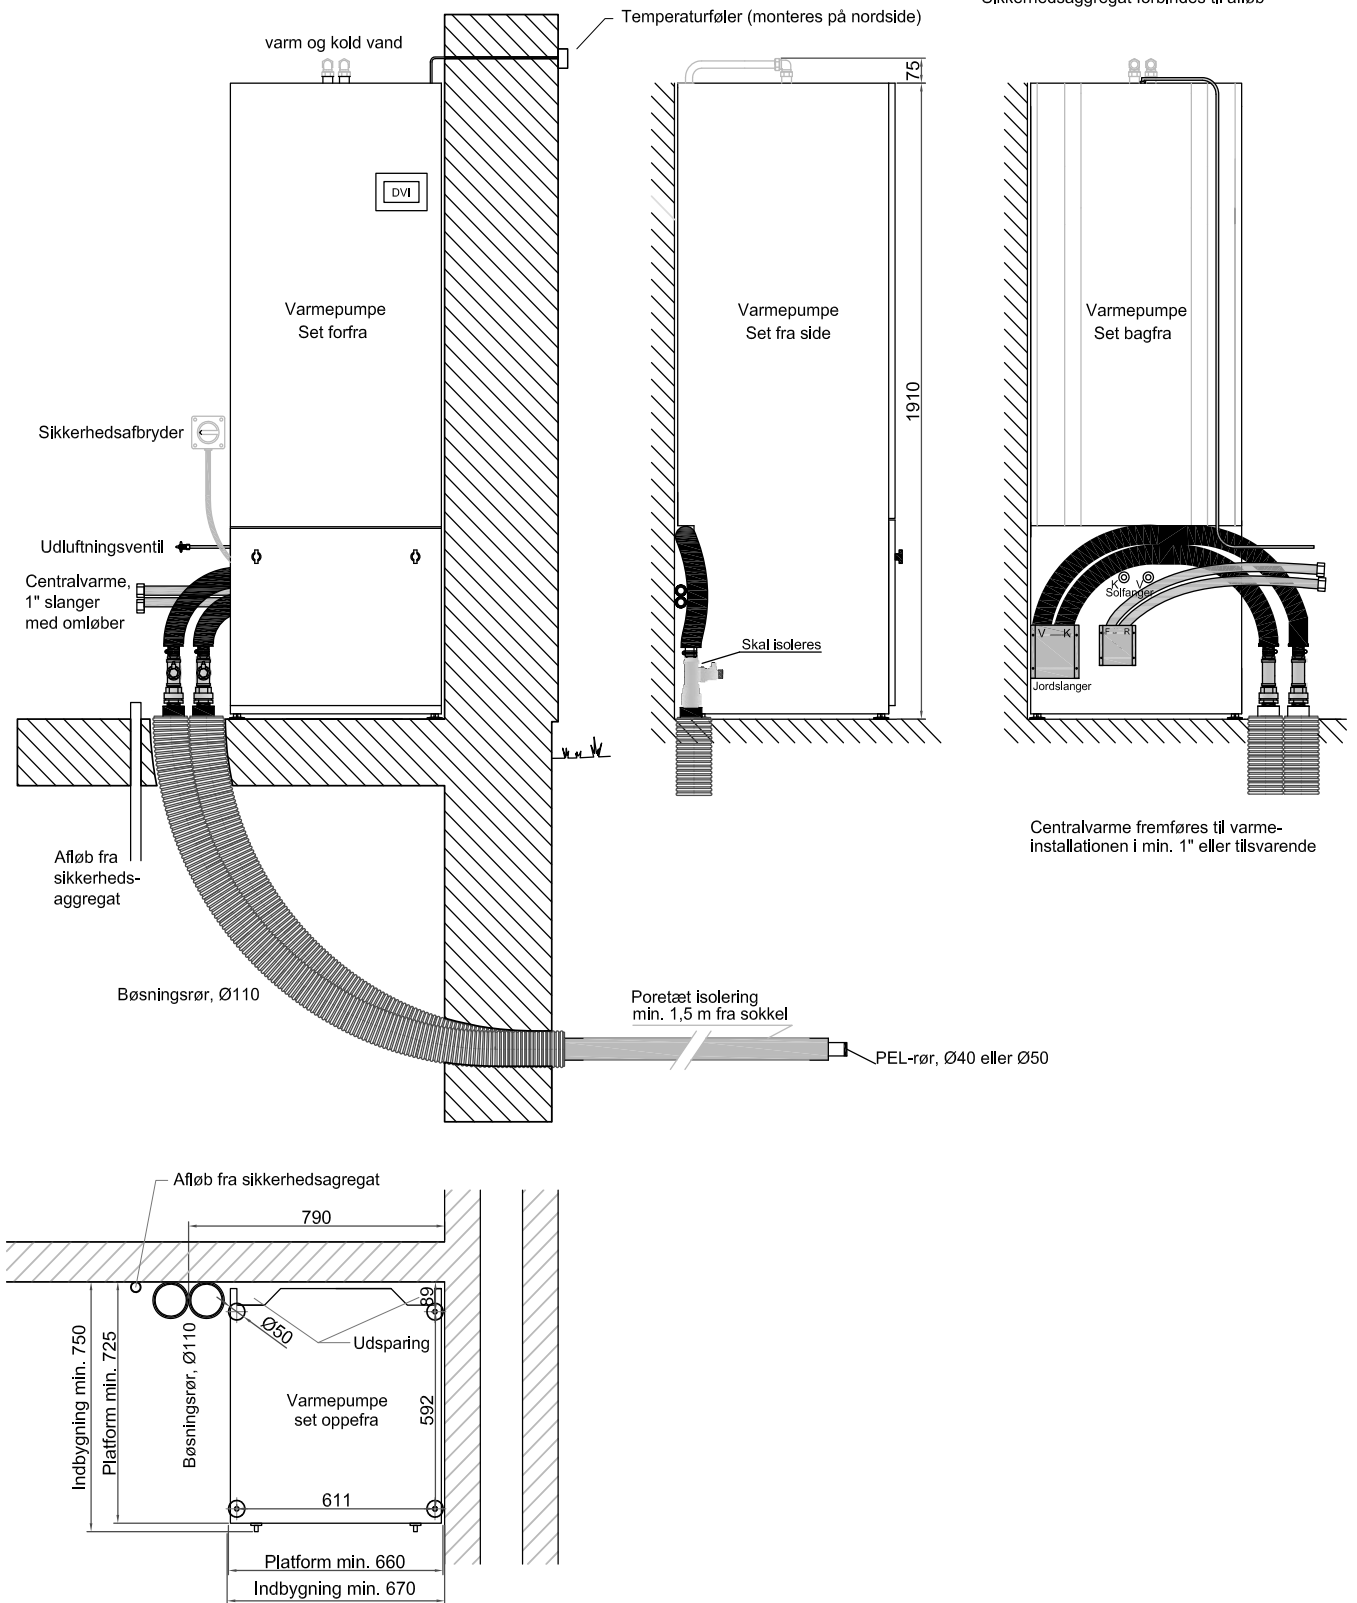 Sikkerhedsaggregat forbindes til afløb
Temperaturføler (monteres på nordside)
varm og kold vand
75
DVI
Varmepumpe
Set forfra
Varmepumpe
Set fra side
Varmepumpe
Set bagfra
1910
Sikkerhedsafbryder
Udluftningsventil
Centralvarme,
1" slanger
med omløber
K V
Solfanger
V K
F R
Skal isoleres
Jordslanger
Centralvarme fremføres til varme-
installationen i min. 1" eller tilsvarende
Afløb fra
sikkerheds-
aggregat
Bøsningsrør, Ø110
Poretæt isolering
min. 1,5 m fra sokkel
PEL-rør, Ø40 eller Ø50
Afløb fra sikkerhedsagregat
790
89
Ø50
Udsparing
Indbygning min. 750
Platform min. 725
Bøsningsrør, Ø110
Varmepumpe
set oppefra
592
611
Platform min. 660
Indbygning min. 670